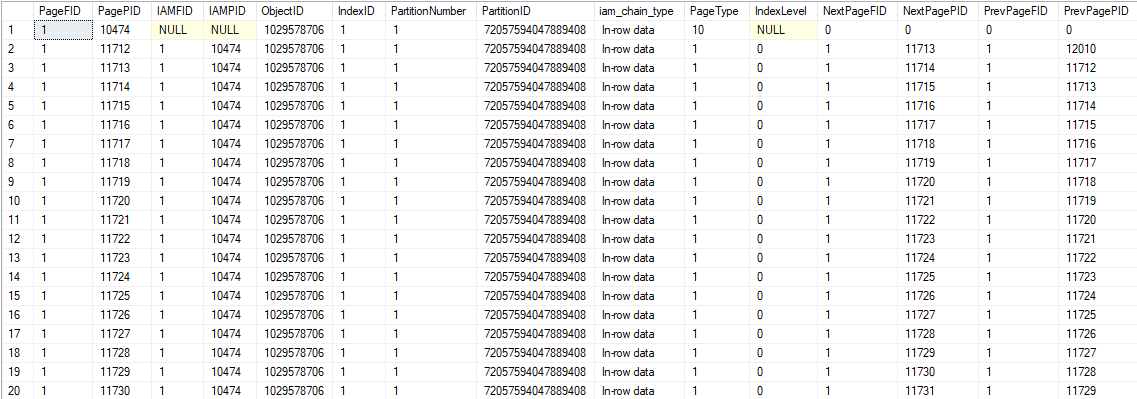 PageFID PagePID IAMFID IAMPID ObjectID IndexID PartitionNumber PartitionID iam_chain_type PageType IndexLevel NextPageFID NextPagePID PrevPageFID PrevPagePID
1 1 10474 NULL NULL 1029578706 1 1 72057594047889408 In-row data 10 NULL 0 0 0 0
2 1 11712 1 10474 1029578706 1 1 72057594047889408 In-row data 1 0 1 11713 1 12010
3 1 11713 1 10474 1029578706 1 1 72057594047889408 In-row data 1 0 1 11714 1 11712
4 1 11714 1 10474 1029578706 1 1 72057594047889408 In-row data 1 0 1 11715 1 11713
5 1 11715 1 10474 1029578706 1 1 72057594047889408 In-row data 1 0 1 11716 1 11714
6 1 11716 1 10474 1029578706 1 1 72057594047889408 In-row data 1 0 1 11717 1 11715
7 1 11717 1 10474 1029578706 1 1 72057594047889408 In-row data 1 0 1 11718 1 11716
8 1 11718 1 10474 1029578706 1 1 72057594047889408 In-row data 1 0 1 11719 1 11717
9 1 11719 1 10474 1029578706 1 1 72057594047889408 In-row data 1 0 1 11720 1 11718
10 1 11720 1 10474 1029578706 1 1 72057594047889408 In-row data 1 0 1 11721 1 11719
11 1 11721 1 10474 1029578706 1 1 72057594047889408 In-row data 1 0 1 11722 1 11720
12 1 11722 1 10474 1029578706 1 1 72057594047889408 In-row data 1 0 1 11723 1 11721
13 1 11723 1 10474 1029578706 1 1 72057594047889408 In-row data 1 0 1 11724 1 11722
14 1 11724 1 10474 1029578706 1 1 72057594047889408 In-row data 1 0 1 11725 1 11723
15 1 11725 1 10474 1029578706 1 1 72057594047889408 In-row data 1 0 1 11726 1 11724
16 1 11726 1 10474 1029578706 1 1 72057594047889408 In-row data 1 0 1 11727 1 11725
17 1 11727 1 10474 1029578706 1 1 72057594047889408 In-row data 1 0 1 11728 1 11726
18 1 11728 1 10474 1029578706 1 1 72057594047889408 In-row data 1 0 1 11729 1 11727
19 1 11729 1 10474 1029578706 1 1 72057594047889408 In-row data 1 0 1 11730 1 11728
20 1 11730 1 10474 1029578706 1 1 72057594047889408 In-row data 1 0 1 11731 1 11729